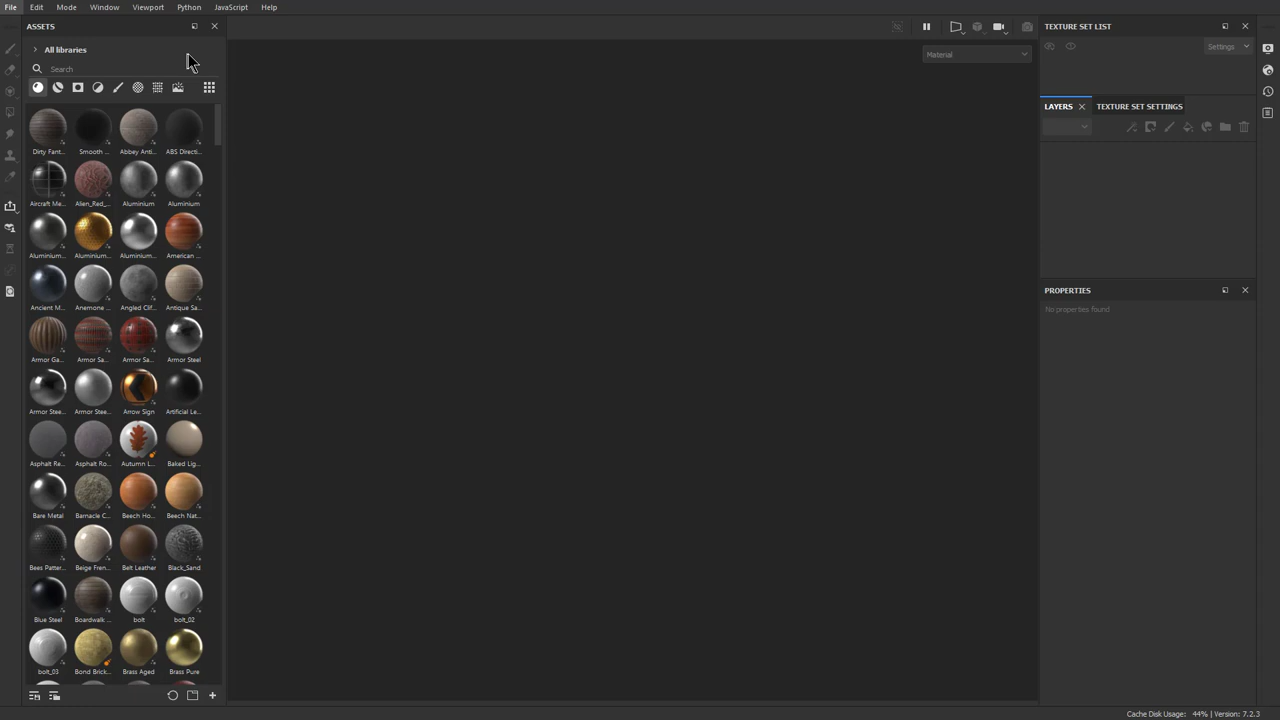 File Edit Mode Window Viewport Python JavaScript Help
ASSETS
All libraries
Search
Dirty Fant... Smooth ... Abbey Anti... ABS Directi...
Aircraft Me... Alien_Red_... Aluminium Aluminium
Aluminium... Aluminium... Aluminium... American ...
Ancient M... Anemone ... Angled Clif... Antique Sa...
Armor Ga... Armor Sa... Armor Sa... Armor Steel
Armor Stee... Armor Stee... Arrow Sign Artificial Le...
Asphalt Re... Asphalt Ro... Autumn L... Baked Lig...
Bare Metal Barnacle C... Beech Ho... Beech Nat...
Bees Patter... Beige Fren... Belt Leather Black_Sand
Blue Steel Boardwalk ... bolt bolt_02
bolt_03 Bond Brick... Brass Aged Brass Pure
Material
TEXTURE SET LIST
Settings
LAYERS TEXTURE SET SETTINGS
PROPERTIES
No properties found
Cache Disk Usage: 44% | Version: 7.2.3